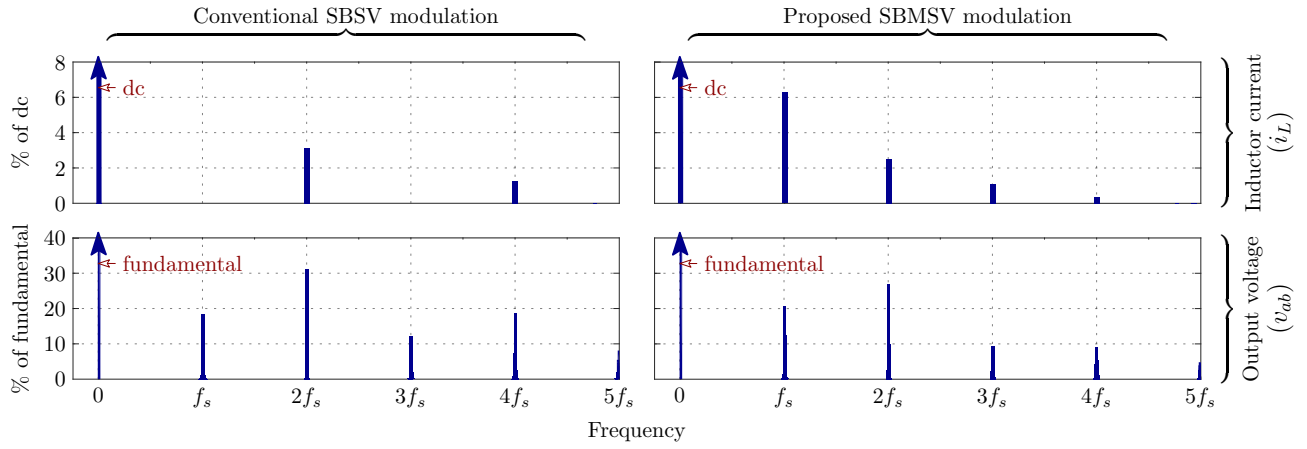 Conventional SBSV modulation
Proposed SBMSV modulation
% of dc
8
6
4
2
0
dc
dc
Inductor current
(i_L)
% of fundamental
40
30
20
10
0
fundamental
fundamental
Output voltage
(v_ab)
0 f_s 2f_s 3f_s 4f_s 5f_s
0 f_s 2f_s 3f_s 4f_s 5f_s
Frequency